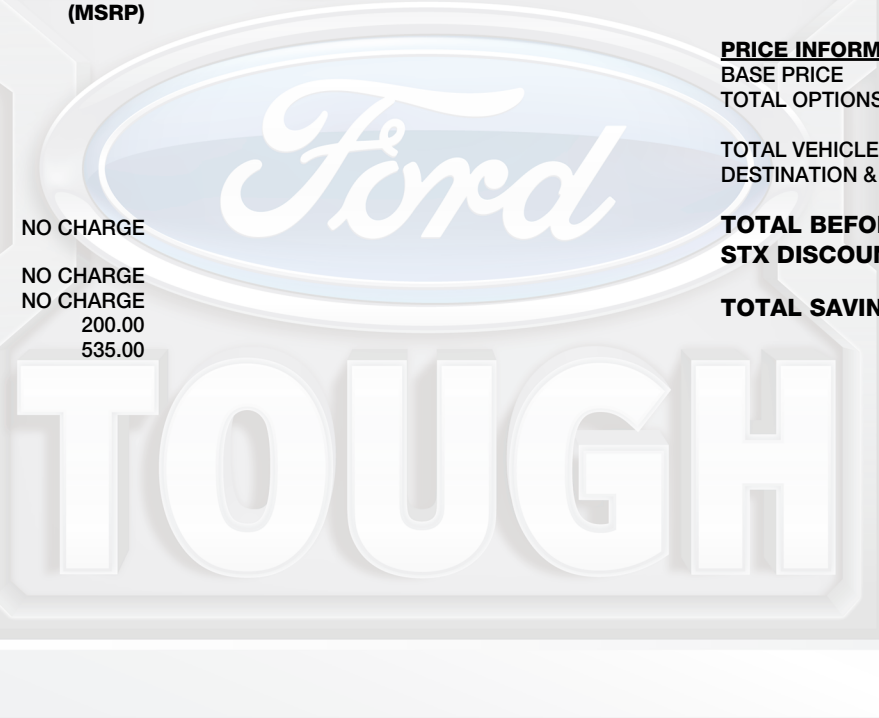 (MSRP)
NO CHARGE
NO CHARGE
NO CHARGE
200.00
535.00
PRICE INFORM
BASE PRICE
TOTAL OPTIONS
TOTAL VEHICLE
DESTINATION &
TOTAL BEFO
STX DISCOUN
TOTAL SAVIN
Ford
TOUGH